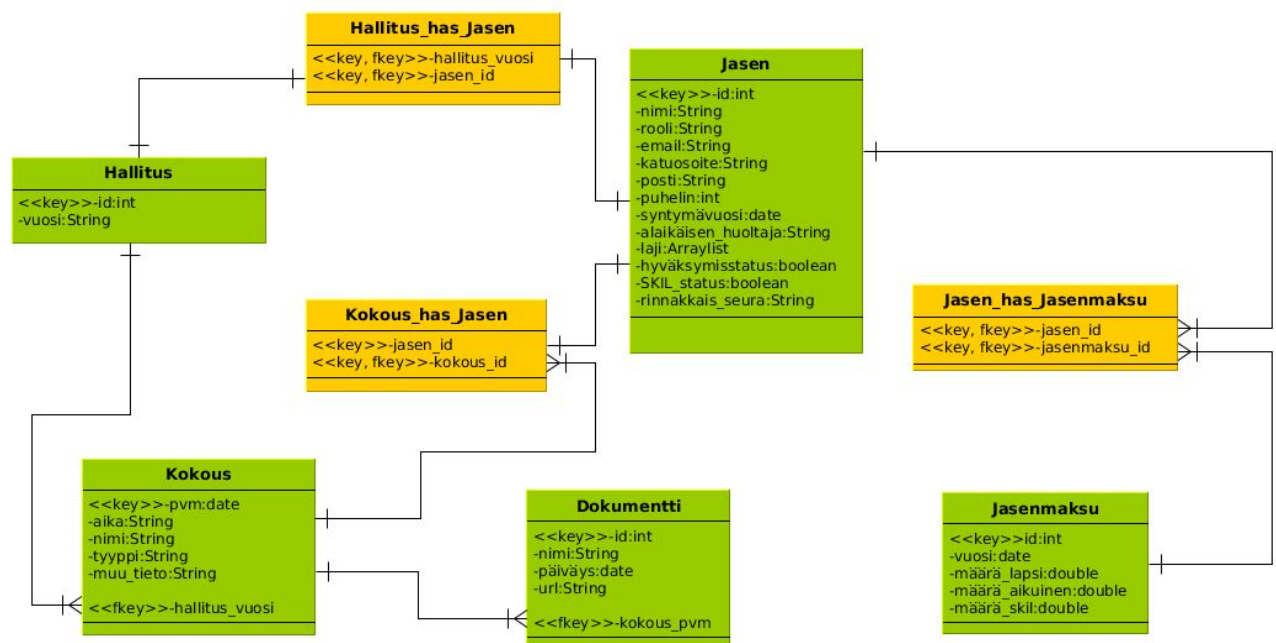 Hallitus_has_Jasen
<<key, fkey>>-hallitus_vuosi
<<key, fkey>>-jasen_id
Jasen
<<key>>-id:int
-nimi:String
-rooli:String
-email:String
-katuosoite:String
-posti:String
-puhelin:int
-syntymävuosi:date
-alaikäisen_huoltaja:String
-laji:Arraylist
-hyväksymisstatus:boolean
-SKIL_status:boolean
-rinnakkais_seura:String
Hallitus
<<key>>-id:int
-vuosi:String
Kokous_has_Jasen
<<key>>-jasen_id
<<key, fkey>>-kokous_id
Jasen_has_Jasenmaksu
<<key, fkey>>-jasen_id
<<key, fkey>>-jasenmaksu_id
Kokous
<<key>>-pvm:date
-aika:String
-nimi:String
-tyyppi:String
-muu_tieto:String
<<fkey>>-hallitus_vuosi
Dokumentti
<<key>>-id:int
-nimi:String
-päiväys:date
-url:String
<<fkey>>-kokous_pvm
Jasenmaksu
<<key>>id:int
-vuosi:date
-määrä_lapsi:double
-määrä_aikuinen:double
-määrä_skil:double